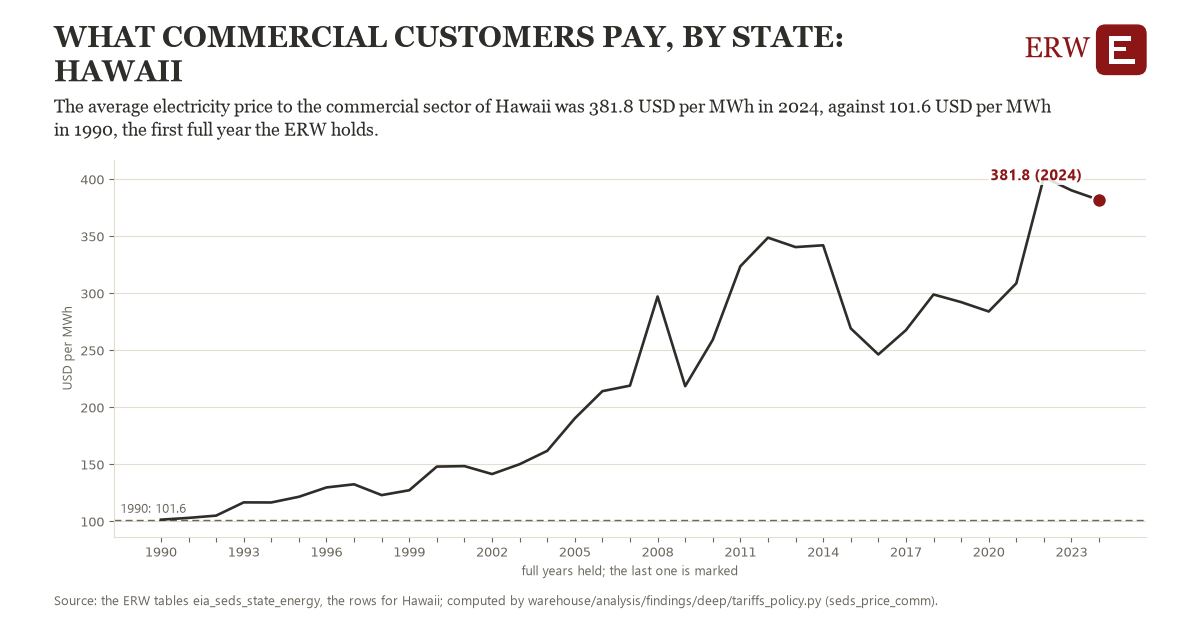 WHAT COMMERCIAL CUSTOMERS PAY, BY STATE:
HAWAII
ERW E
The average electricity price to the commercial sector of Hawaii was 381.8 USD per MWh in 2024, against 101.6 USD per MWh
in 1990, the first full year the ERW holds.
381.8 (2024)
400
350
300
250
200
150
100
USD per MWh
1990: 101.6
1990 1993 1996 1999 2002 2005 2008 2011 2014 2017 2020 2023
full years held; the last one is marked
Source: the ERW tables eia_seds_state_energy, the rows for Hawaii; computed by warehouse/analysis/findings/deep/tariffs_policy.py (seds_price_comm).